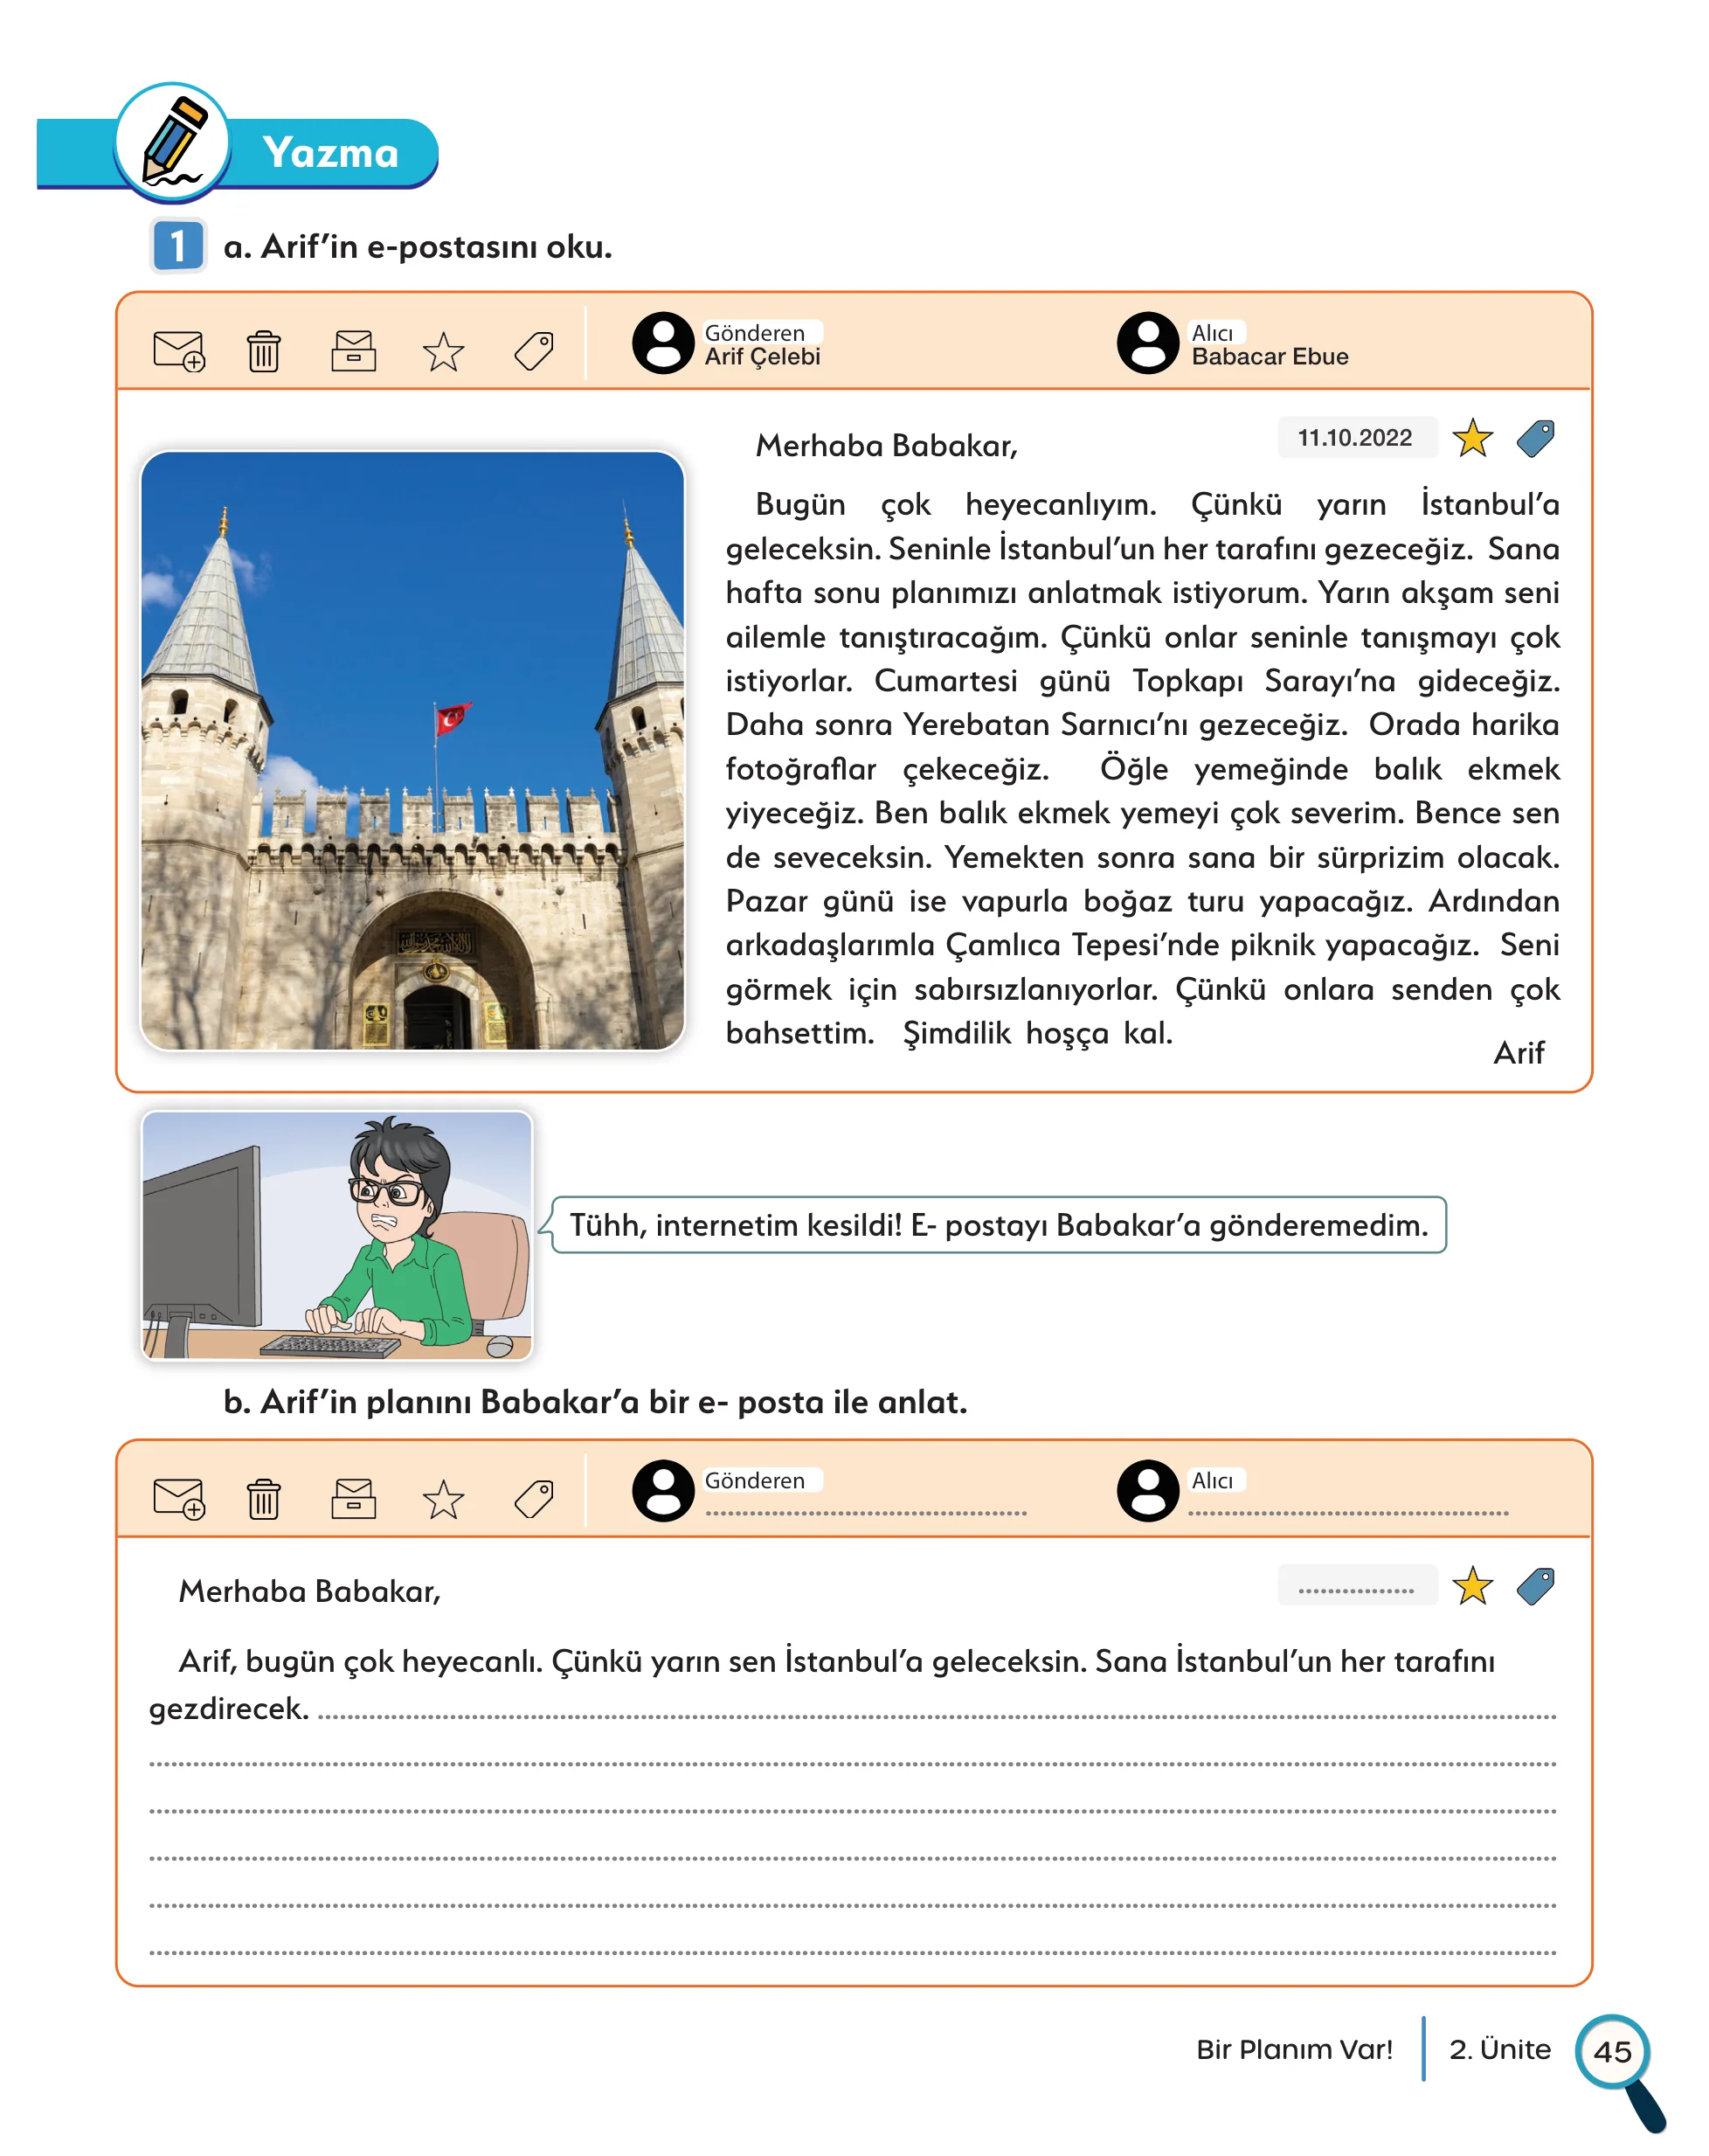 Yazma
1 a. Arif’in e-postasını oku.
Gönderen
Arif Çelebi
Alıcı
Babacar Ebue
11.10.2022
Merhaba Babakar,
Bugün çok heyecanlıyım. Çünkü yarın İstanbul’a
geleceksin. Seninle İstanbul’un her tarafını gezeceğiz. Sana
hafta sonu planımızı anlatmak istiyorum. Yarın akşam seni
ailemle tanıştıracağım. Çünkü onlar seninle tanışmayı çok
istiyorlar. Cumartesi günü Topkapı Sarayı’na gideceğiz.
Daha sonra Yerebatan Sarnıcı’nı gezeceğiz. Orada harika
fotoğraflar çekeceğiz. Öğle yemeğinde balık ekmek
yiyeceğiz. Ben balık ekmek yemeyi çok severim. Bence sen
de seveceksin. Yemekten sonra sana bir sürprizim olacak.
Pazar günü ise vapurla boğaz turu yapacağız. Ardından
arkadaşlarımla Çamlıca Tepesi’nde piknik yapacağız. Seni
görmek için sabırsızlanıyorlar. Çünkü onlara senden çok
bahsettim. Şimdilik hoşça kal.
Arif
Tühh, internetim kesildi! E- postayı Babakar’a gönderemedim.
b. Arif’in planını Babakar’a bir e- posta ile anlat.
Gönderen
Alıcı
Merhaba Babakar,
Arif, bugün çok heyecanlı. Çünkü yarın sen İstanbul’a geleceksin. Sana İstanbul’un her tarafını
gezdirecek.
Bir Planım Var! 2. Ünite 45